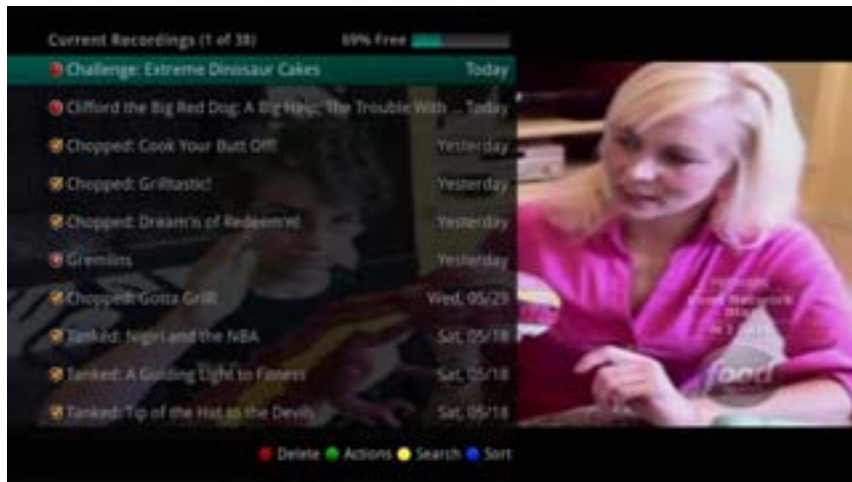 Current Recordings (1 of 38) 69% Free
Challenge: Extreme Dinosaur Cakes Today
Clifford the Big Red Dog: A Big Help; The Trouble With ... Today
Chopped: Cook Your Butt Off! Yesterday
Chopped: Grilltastic! Yesterday
Chopped: Dream'n of Redeem'n! Yesterday
Gremlins Yesterday
Chopped: Gotta Grill! Wed, 05/29
Tanked: Nigiri and the NBA Sat, 05/18
Tanked: A Guiding Light to Fitness Sat, 05/18
Tanked: Tip of the Hat to the Devils Sat, 05/18
Food Network
Star
food
Delete Actions Search Sort